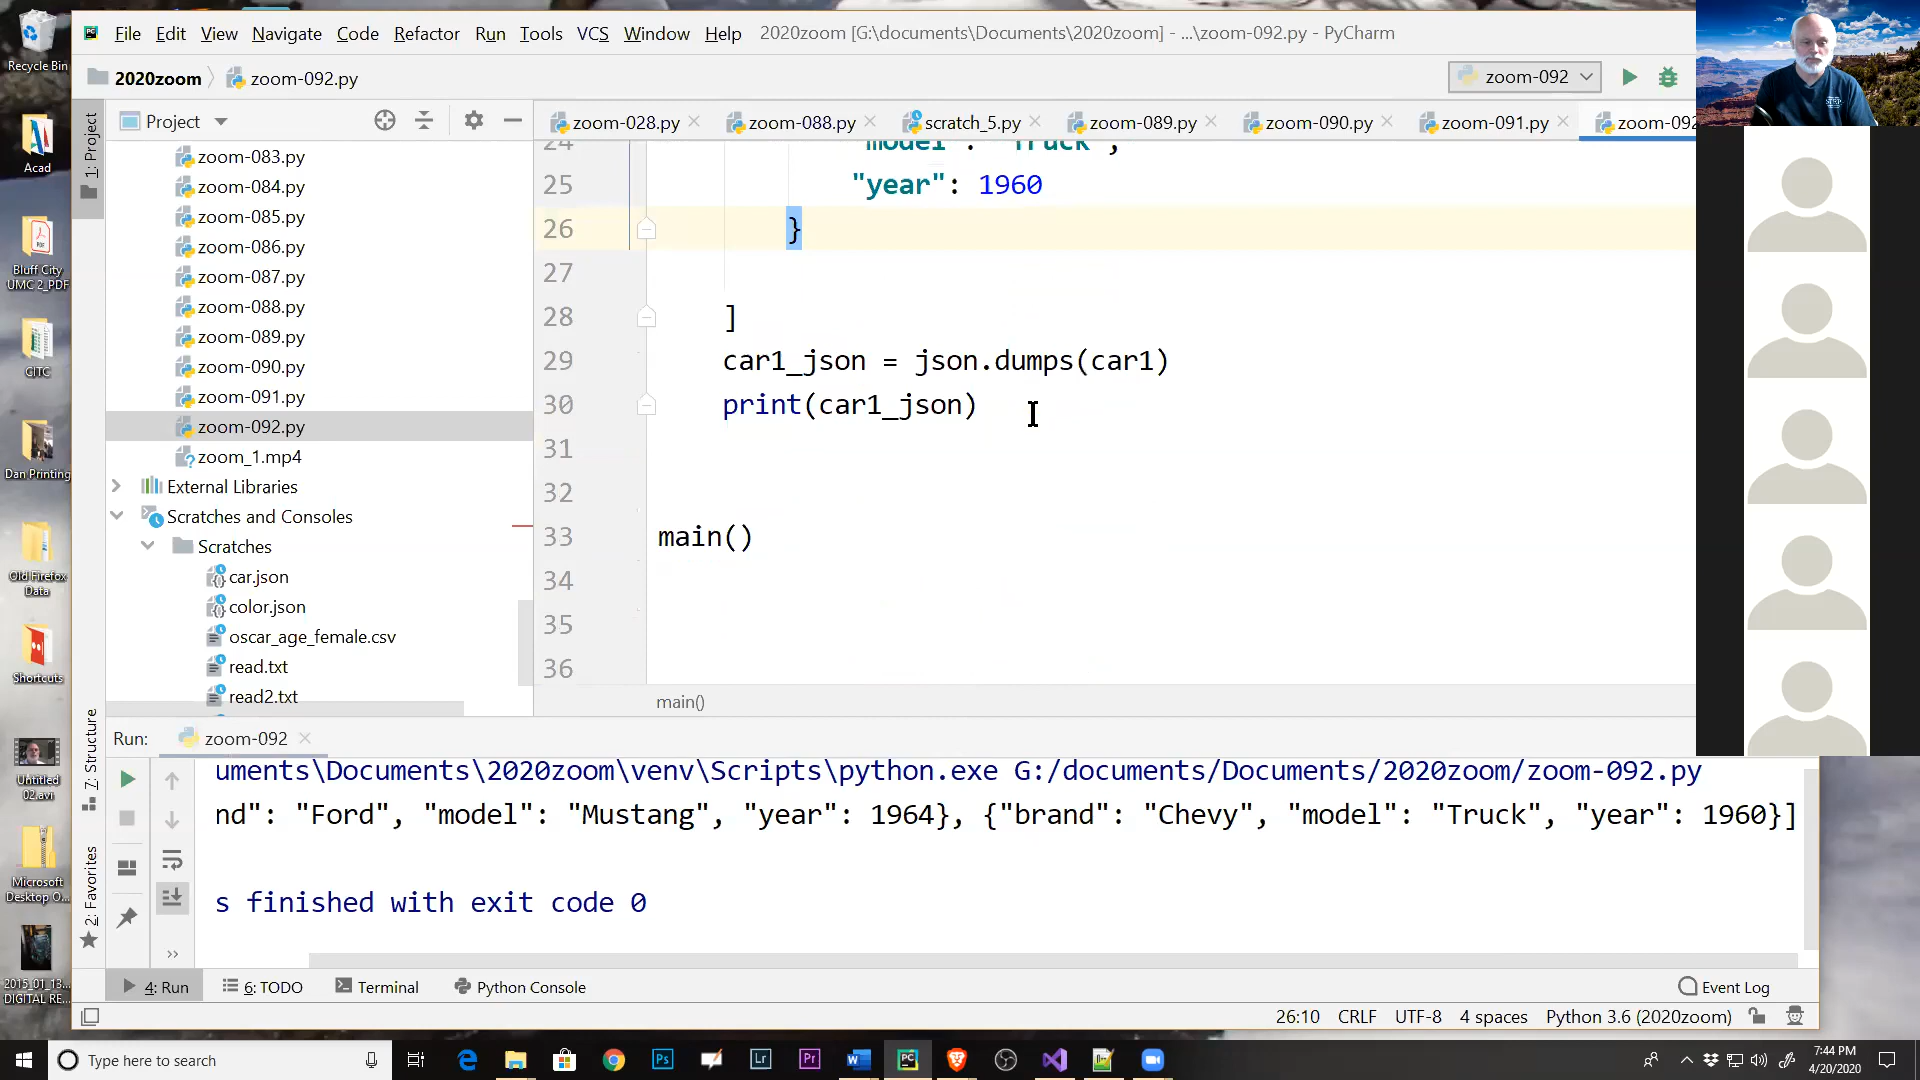 File Edit View Navigate Code Refactor Run Tools VCS Window Help 2020zoom [G:\documents\Documents\2020zoom] - ...\zoom-092.py - PyCharm
2020zoom zoom-092.py
zoom-092
Project
zoom-028.py zoom-088.py scratch_5.py zoom-089.py zoom-090.py zoom-091.py zoom-092
1: Project
zoom-083.py
zoom-084.py
zoom-085.py
zoom-086.py
zoom-087.py
zoom-088.py
zoom-089.py
zoom-090.py
zoom-091.py
zoom-092.py
zoom_1.mp4
External Libraries
Scratches and Consoles
Scratches
car.json
color.json
oscar_age_female.csv
read.txt
read2.txt
24 "model": "Truck",
25 "year": 1960
26 }
27
28 ]
29 car1_json = json.dumps(car1)
30 print(car1_json)
31
32
33 main()
34
35
36
main()
Run: zoom-092
uments\Documents\2020zoom\venv\Scripts\python.exe G:/documents/Documents/2020zoom/zoom-092.py
nd": "Ford", "model": "Mustang", "year": 1964}, {"brand": "Chevy", "model": "Truck", "year": 1960}]
s finished with exit code 0
7: Structure
2: Favorites
4: Run 6: TODO Terminal Python Console Event Log
26:10 CRLF UTF-8 4 spaces Python 3.6 (2020zoom)
Recycle Bin
Acad
Bluff City
UMC 2_PDF
CITC
Dan Printing
Old Firefox
Data
Shortcuts
Untitled
02.avi
Microsoft
Desktop O...
2015_01_13...
DIGITAL RE...
Type here to search
7:44 PM
4/20/2020